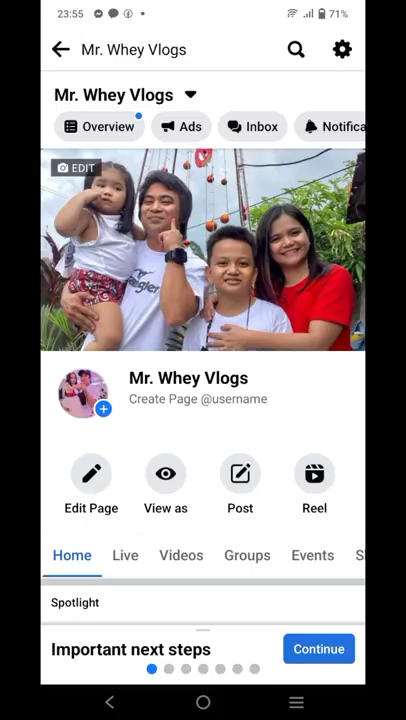 23:55
71%
Mr. Whey Vlogs
Mr. Whey Vlogs
Overview
Ads
Inbox
Notifica
EDIT
Mr. Whey Vlogs
Create Page @username
Edit Page
View as
Post
Reel
Home
Live
Videos
Groups
Events
Spotlight
Important next steps
Continue